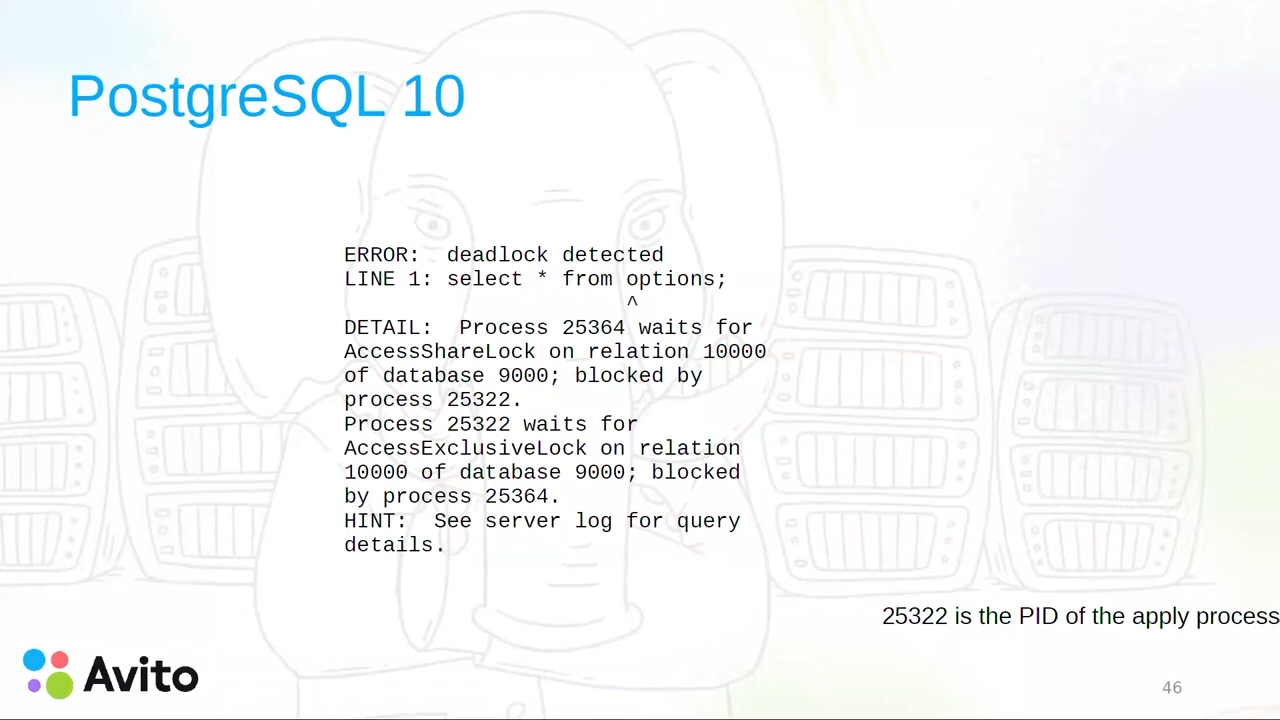 PostgreSQL 10
ERROR:  deadlock detected
LINE 1: select * from options;
                      ^
DETAIL:  Process 25364 waits for
AccessShareLock on relation 10000
of database 9000; blocked by
process 25322.
Process 25322 waits for
AccessExclusiveLock on relation
10000 of database 9000; blocked
by process 25364.
HINT:  See server log for query
details.
25322 is the PID of the apply process
Avito
46